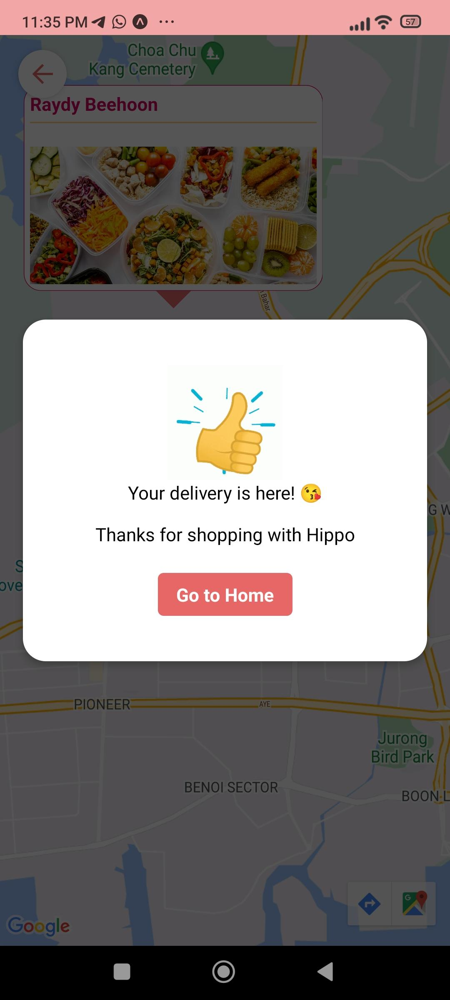 11:35 PM
57
Choa Chu
Kang Cemetery
Raydy Beehoon
Bahar
Your delivery is here! 😘
G W
Thanks for shopping with Hippo
S
ove
Go to Home
PIONEER
AYE
Jurong
Bird Park
BENOI SECTOR
BOON L
G
Google